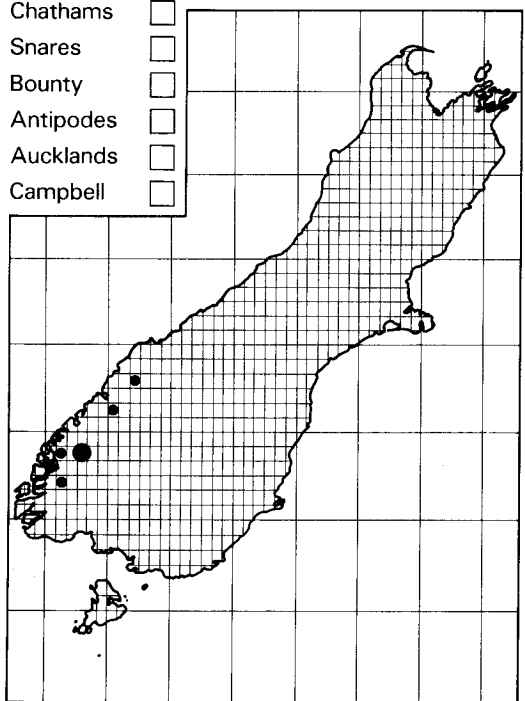 Chathams
Snares
Bounty
Antipodes
Aucklands
Campbell